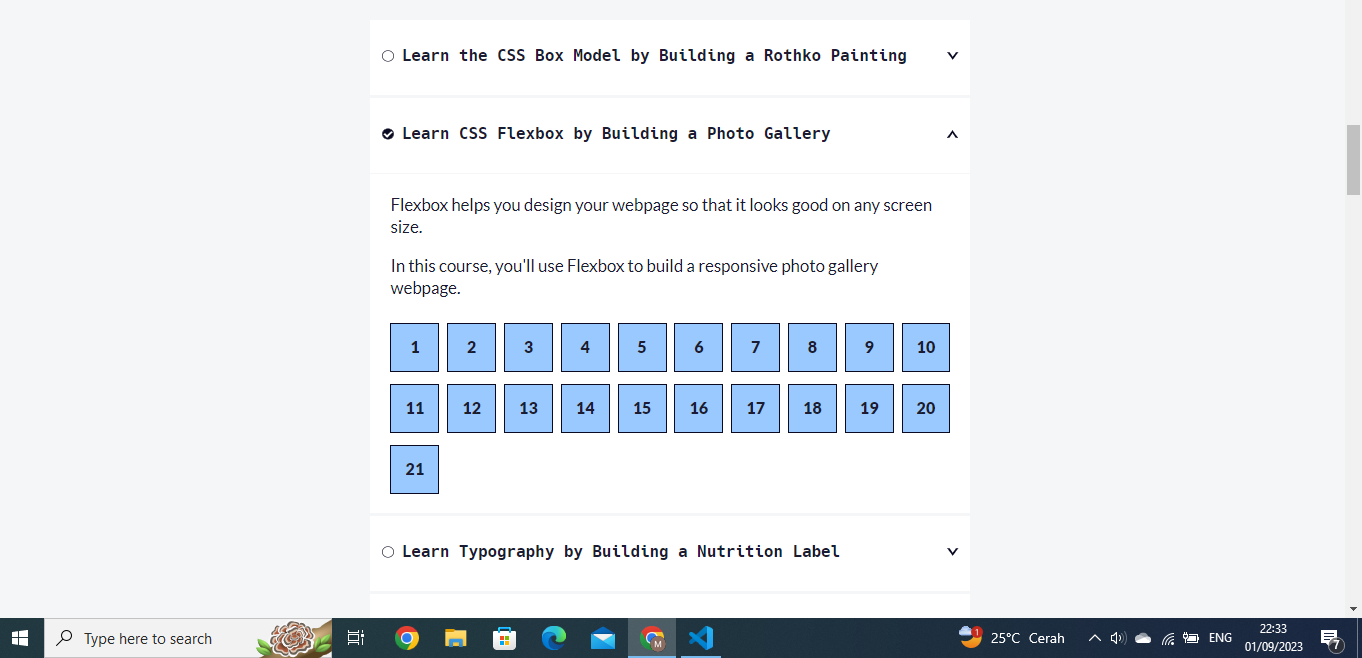 Learn the CSS Box Model by Building a Rothko Painting
Learn CSS Flexbox by Building a Photo Gallery
Flexbox helps you design your webpage so that it looks good on any screen
size.
In this course, you'll use Flexbox to build a responsive photo gallery
webpage.
1 2 3 4 5 6 7 8 9 10
11 12 13 14 15 16 17 18 19 20
21
Learn Typography by Building a Nutrition Label
Type here to search
M
1
25°C Cerah
ENG
22:33
01/09/2023
7